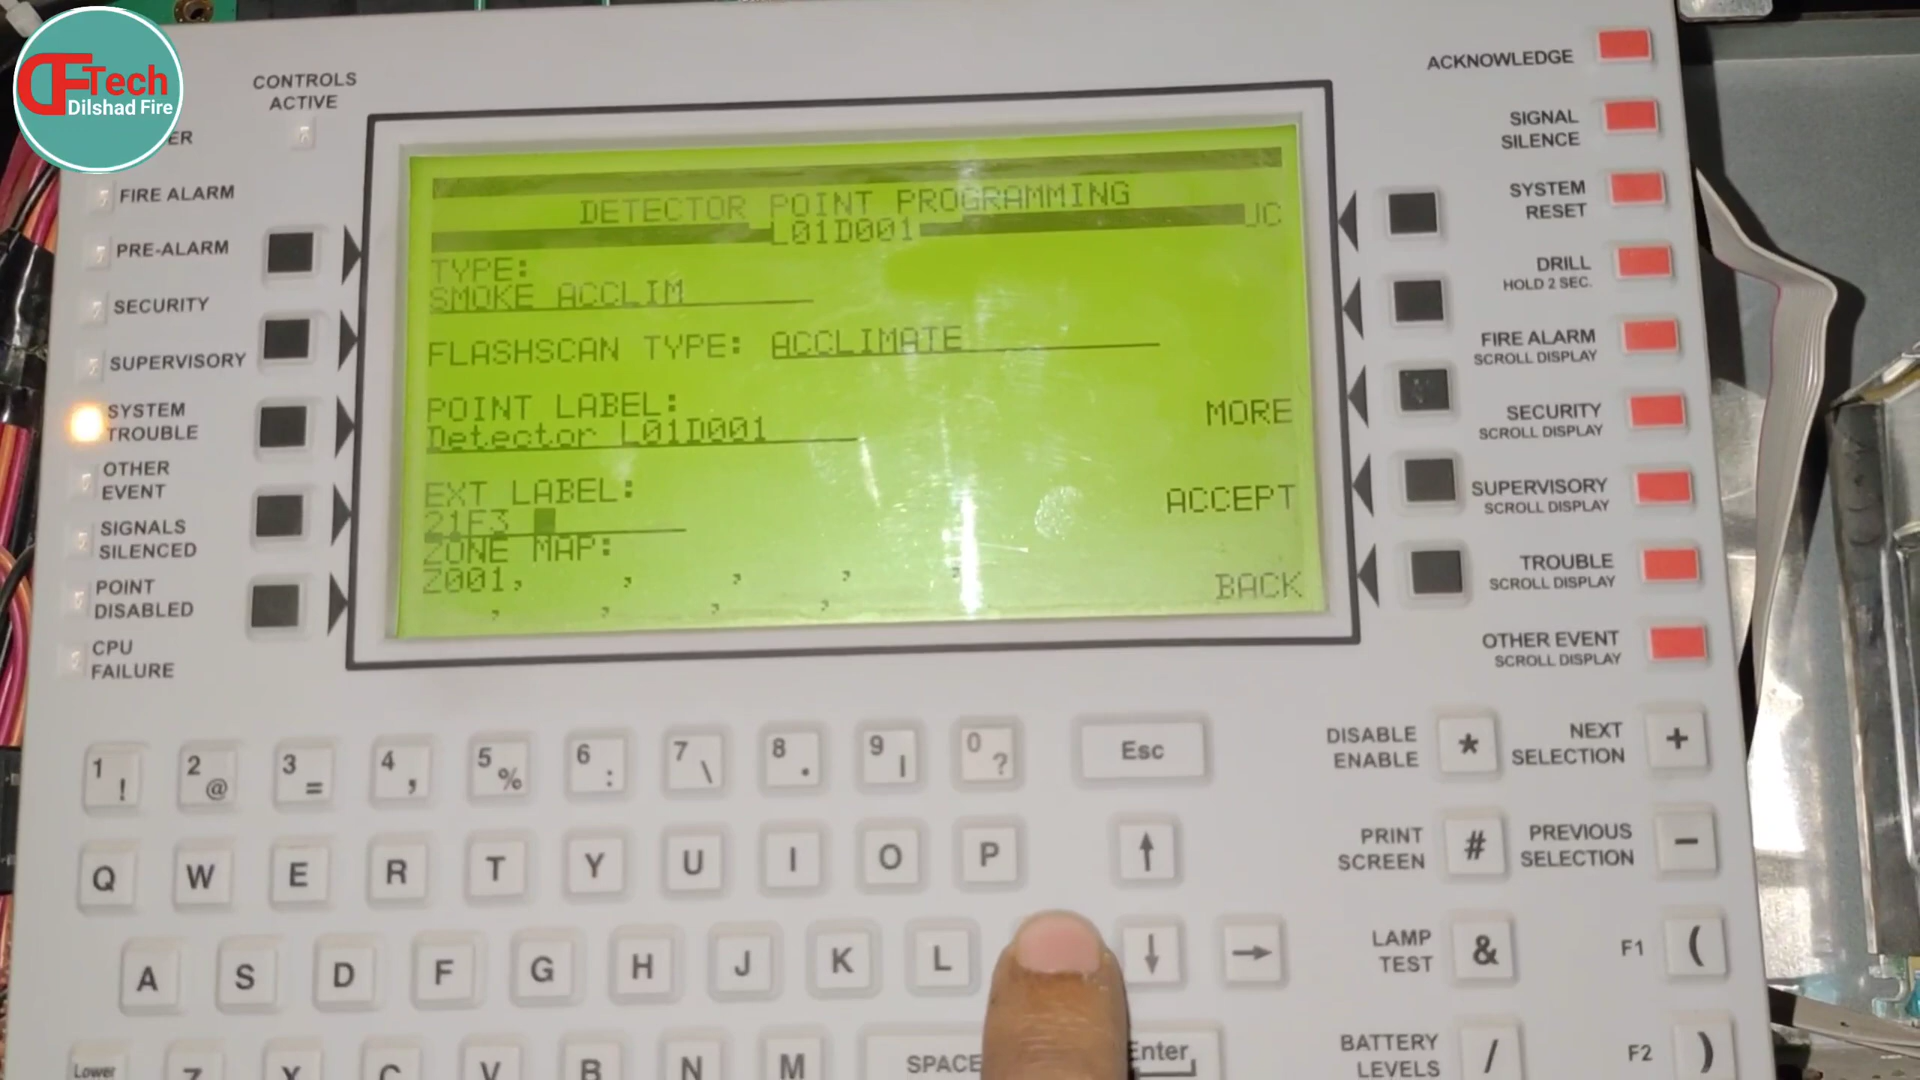 DF Tech
Dilshad Fire
CONTROLS
ACTIVE
ER
FIRE ALARM
PRE-ALARM
SECURITY
SUPERVISORY
SYSTEM
TROUBLE
OTHER
EVENT
SIGNALS
SILENCED
POINT
DISABLED
CPU
FAILURE
DETECTOR POINT PROGRAMMING
L01D001
TYPE:
SMOKE ACCLIM
FLASHSCAN TYPE: ACCLIMATE
POINT LABEL:
Detector L01D001
MORE
EXT LABEL:
21F3
ACCEPT
ZONE MAP:
Z001, , , , ,
, , , ,
BACK
ACKNOWLEDGE
SIGNAL
SILENCE
SYSTEM
RESET
DRILL
HOLD 2 SEC.
FIRE ALARM
SCROLL DISPLAY
SECURITY
SCROLL DISPLAY
SUPERVISORY
SCROLL DISPLAY
TROUBLE
SCROLL DISPLAY
OTHER EVENT
SCROLL DISPLAY
1 ! 2 @ 3 = 4 , 5 % 6 : 7 \ 8 . 9 | 0 ? Esc
DISABLE
ENABLE
*
NEXT
SELECTION
+
Q W E R T Y U I O P ↑
PRINT
SCREEN
#
PREVIOUS
SELECTION
−
A S D F G H J K L ↓ →
LAMP
TEST
&
F1 (
Lower Z X C V B N M SPACE Enter
BATTERY
LEVELS
/
F2 )